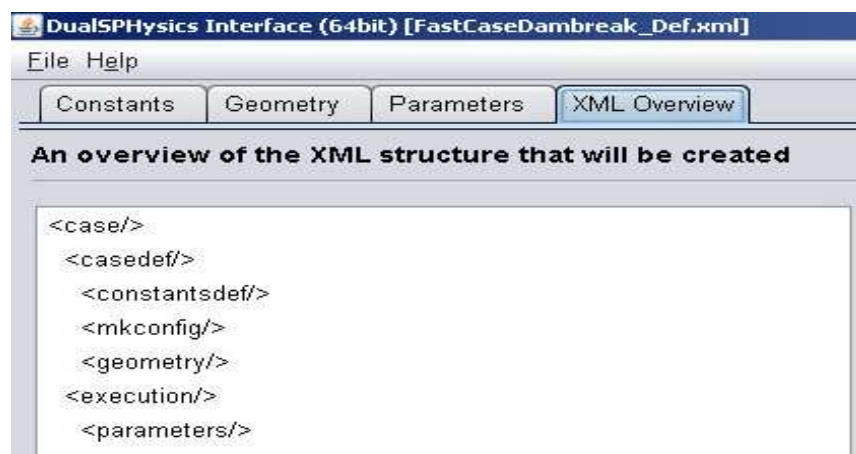 DualSPHysics Interface (64bit) [FastCaseDambreak_Def.xml]
File Help
Constants Geometry Parameters XML Overview
An overview of the XML structure that will be created
<case/>
<casedef/>
<constantsdef/>
<mkconfig/>
<geometry/>
<execution/>
<parameters/>